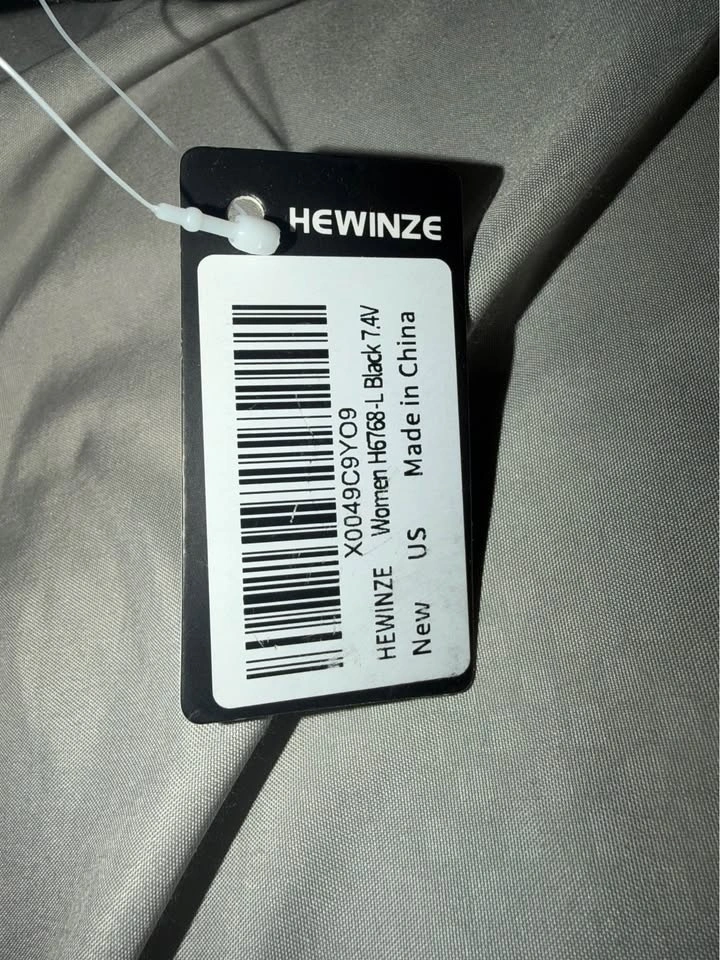 HEWINZE
X0049C9YO9
HEWINZE Women H6768-L Black 7.4V
New US Made in China